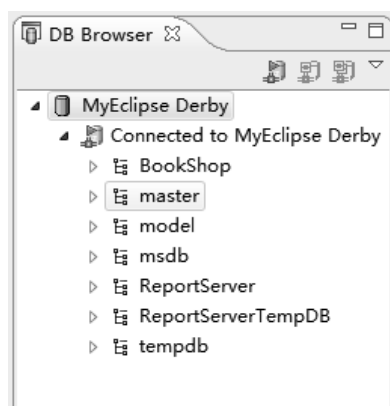 DB Browser
MyEclipse Derby
Connected to MyEclipse Derby
BookShop
master
model
msdb
ReportServer
ReportServerTempDB
tempdb